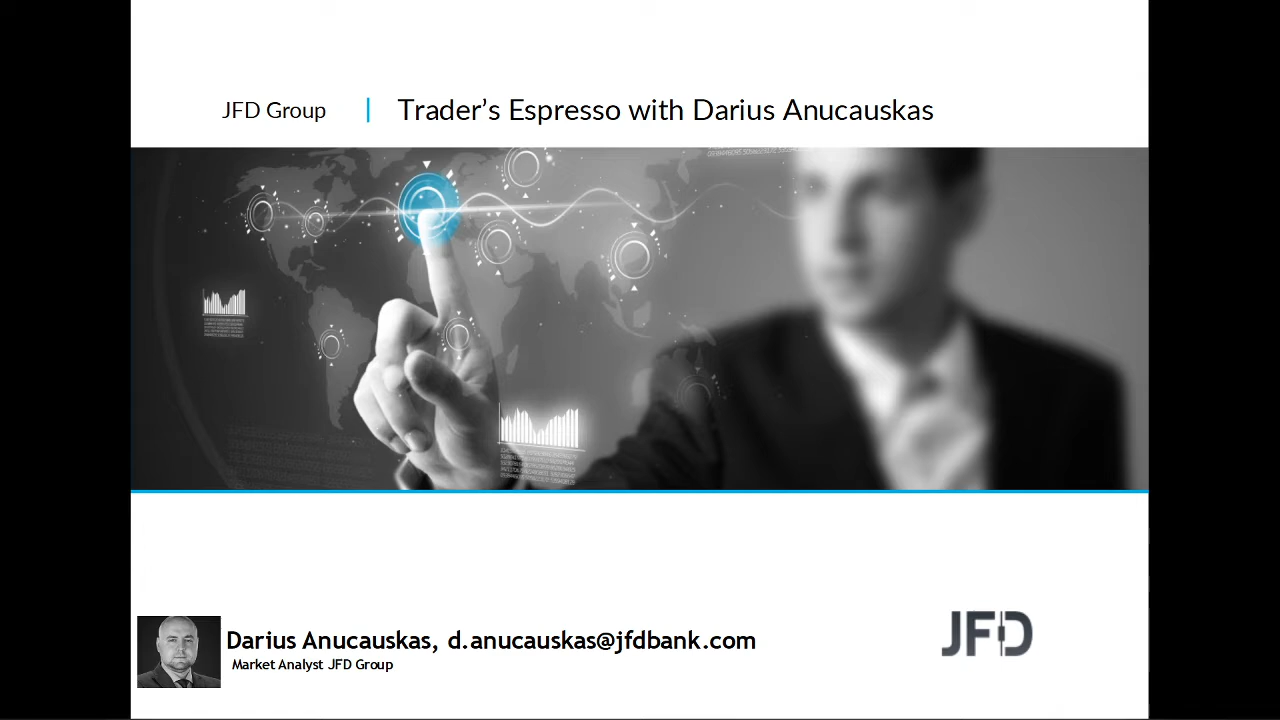 JFD Group | Trader's Espresso with Darius Anucauskas
Darius Anucauskas, d.anucauskas@jfdbank.com
Market Analyst JFD Group
JFD